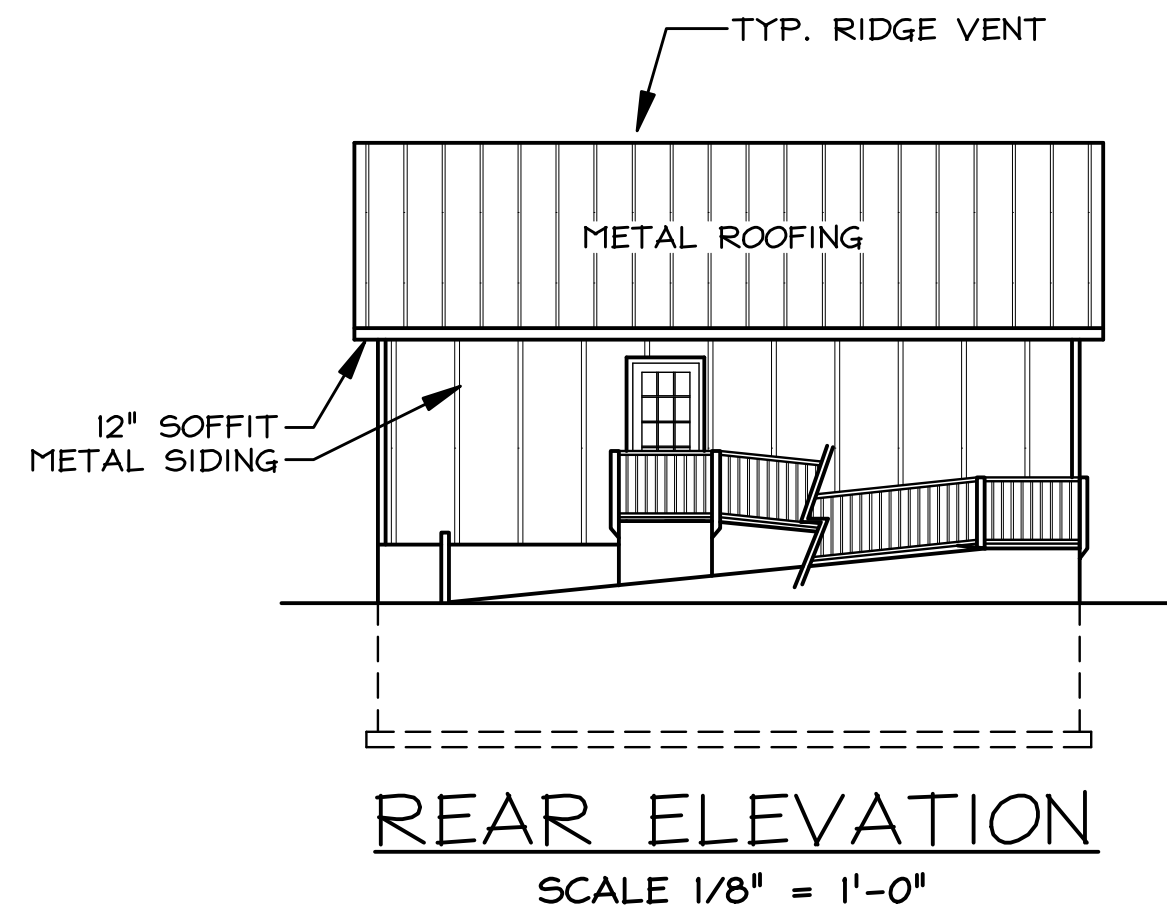 TYP. RIDGE VENT
METAL ROOFING
12" SOFFIT
METAL SIDING
REAR ELEVATION
SCALE 1/8" = 1'-0"